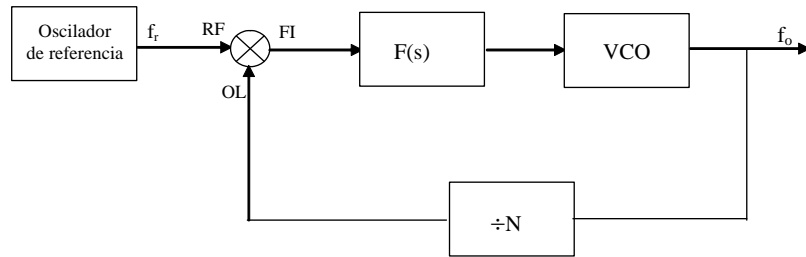 Oscilador
de referencia
fᵣ
RF
FI
OL
F(s)
VCO
fₒ
÷N